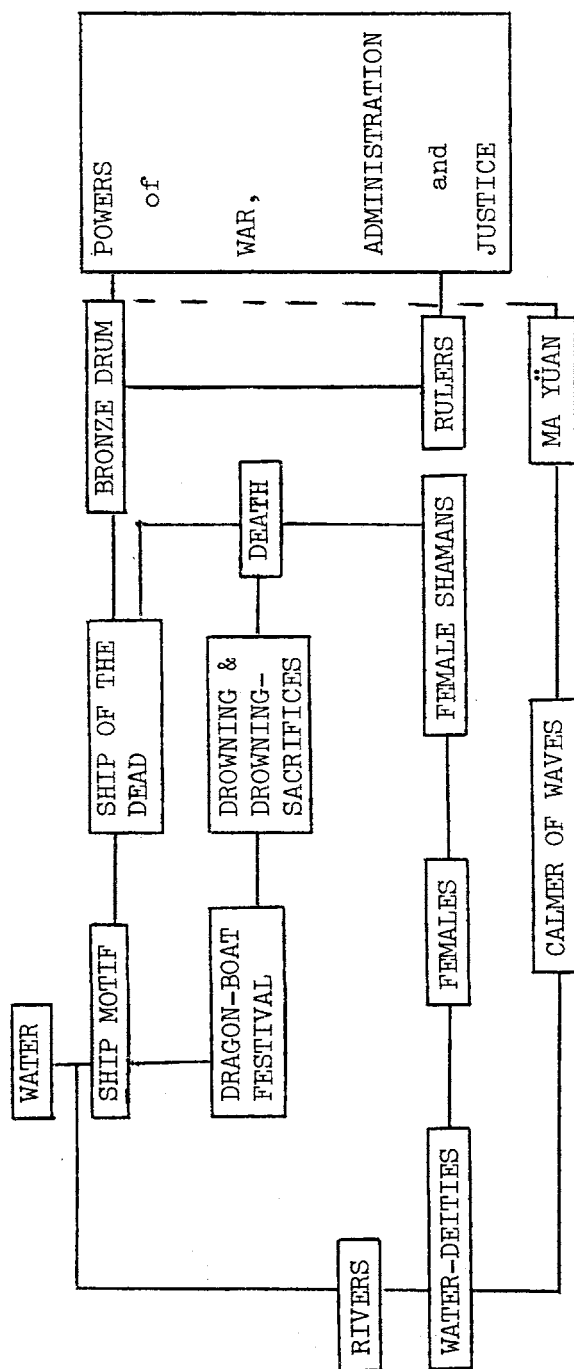 WATER
SHIP MOTIF
SHIP OF THE
DEAD
BRONZE DRUM
POWERS
of
WAR,
ADMINISTRATION
and
JUSTICE
DRAGON-BOAT
FESTIVAL
DROWNING &
DROWNING-
SACRIFICES
DEATH
RIVERS
WATER-DEITIES
FEMALES
FEMALE SHAMANS
RULERS
CALMER OF WAVES
MA YÜAN